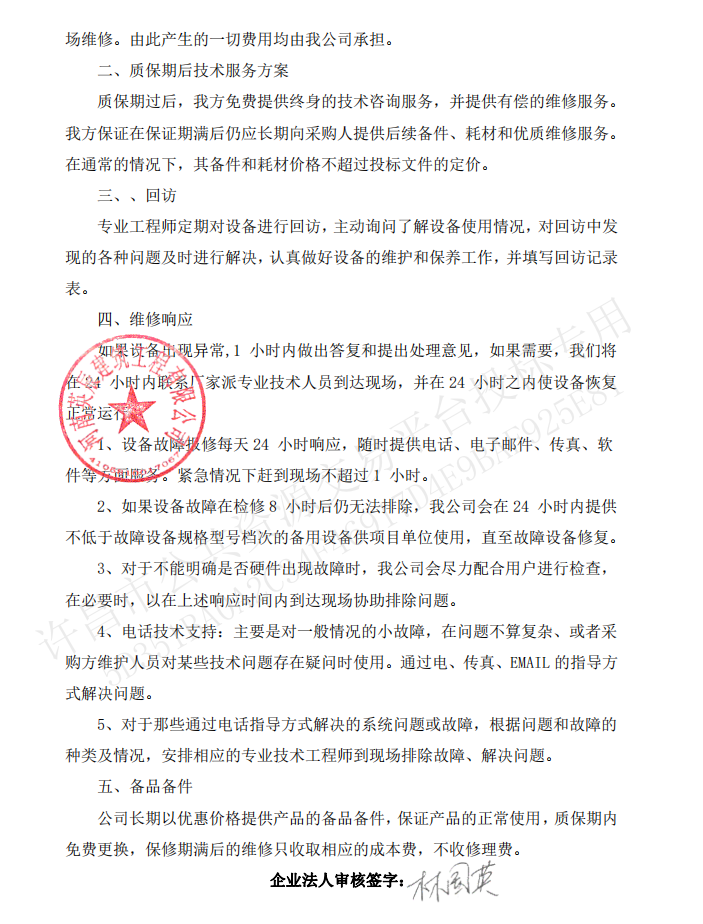 场维修。由此产生的一切费用均由我公司承担。
二、质保期后技术服务方案
质保期过后，我方免费提供终身的技术咨询服务，并提供有偿的维修服务。
我方保证在保证期满后仍应长期向采购人提供后续备件、耗材和优质维修服务。
在通常的情况下，其备件和耗材价格不超过投标文件的定价。
三、、回访
专业工程师定期对设备进行回访，主动询问了解设备使用情况，对回访中发
现的各种问题及时进行解决，认真做好设备的维护和保养工作，并填写回访记录
表。
四、维修响应
如果设备出现异常,1 小时内做出答复和提出处理意见，如果需要，我们将
在 24 小时内联系厂家派专业技术人员到达现场，并在 24 小时之内使设备恢复
正常运行
1、设备故障报修每天 24 小时响应，随时提供电话、电子邮件、传真、软
件等方面服务。紧急情况下赶到现场不超过 1 小时。
2、如果设备故障在检修 8 小时后仍无法排除，我公司会在 24 小时内提供
不低于故障设备规格型号档次的备用设备供项目单位使用，直至故障设备修复。
3、对于不能明确是否硬件出现故障时，我公司会尽力配合用户进行检查，
在必要时，以在上述响应时间内到达现场协助排除问题。
4、电话技术支持：主要是对一般情况的小故障，在问题不算复杂、或者采
购方维护人员对某些技术问题存在疑问时使用。通过电、传真、EMAIL 的指导方
式解决问题。
5、对于那些通过电话指导方式解决的系统问题或故障，根据问题和故障的
种类及情况，安排相应的专业技术工程师到现场排除故障、解决问题。
五、备品备件
公司长期以优惠价格提供产品的备品备件，保证产品的正常使用，质保期内
免费更换，保修期满后的维修只收取相应的成本费，不收修理费。
企业法人审核签字：林国英
许昌市公共资源交易平台投标专用